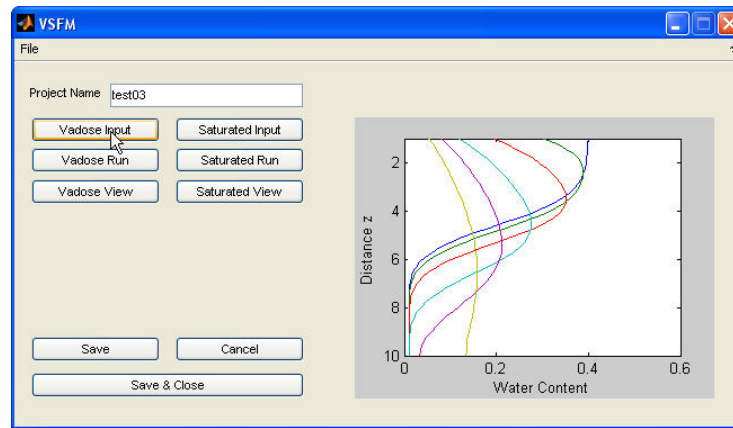 VSFM
File
Project Name test03
Vadose Input Saturated Input
Vadose Run Saturated Run
Vadose View Saturated View
Save Cancel
Save & Close
Distance z
2
4
6
8
10
0 0.2 0.4 0.6
Water Content